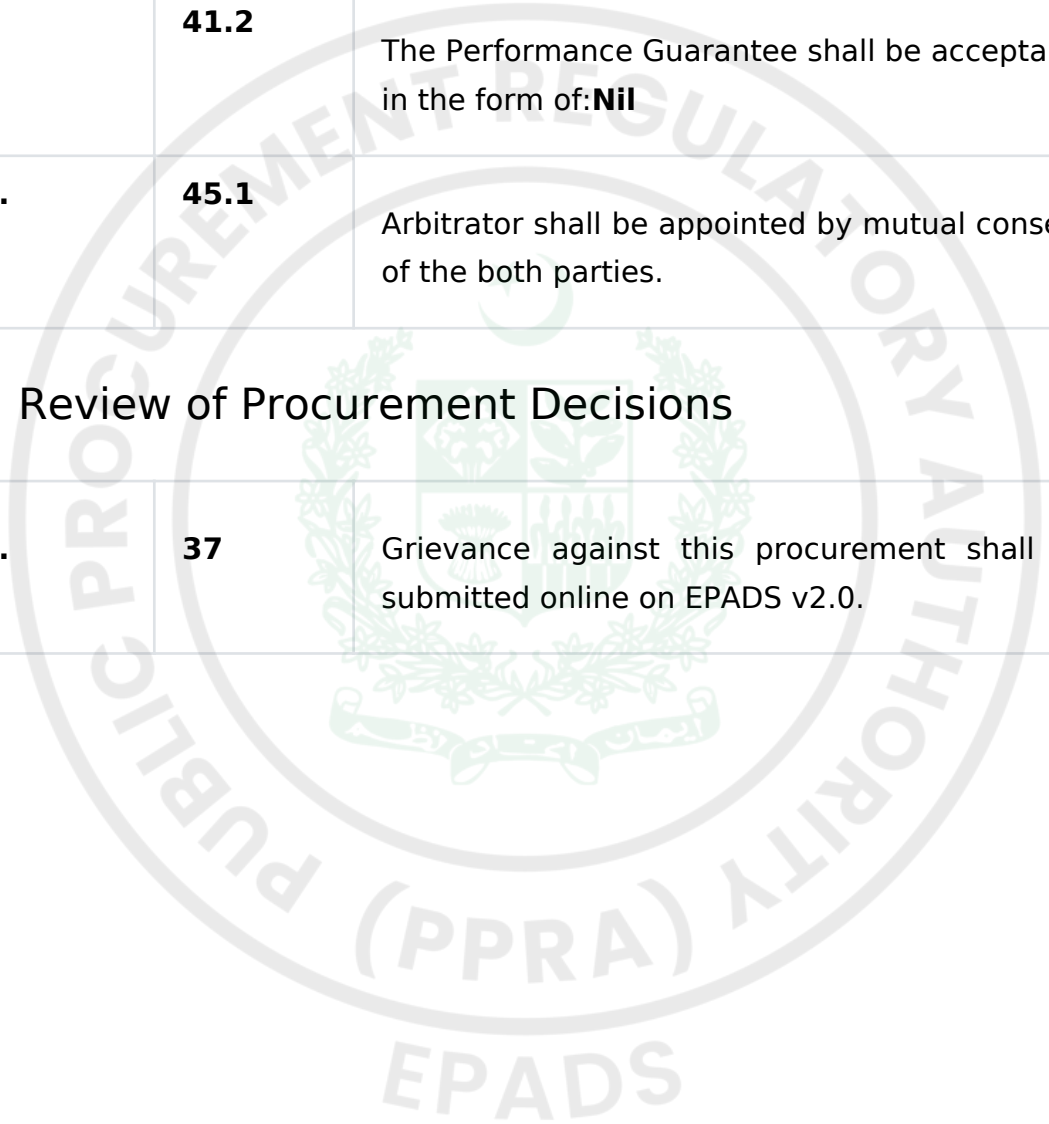 41.2
The Performance Guarantee shall be accepta
in the form of:Nil
.
45.1
Arbitrator shall be appointed by mutual conse
of the both parties.
Review of Procurement Decisions
.
37
Grievance against this procurement shall
submitted online on EPADS v2.0.
PUBLIC PROCUREMENT REGULATORY AUTHORITY
(PPRA)
EPADS